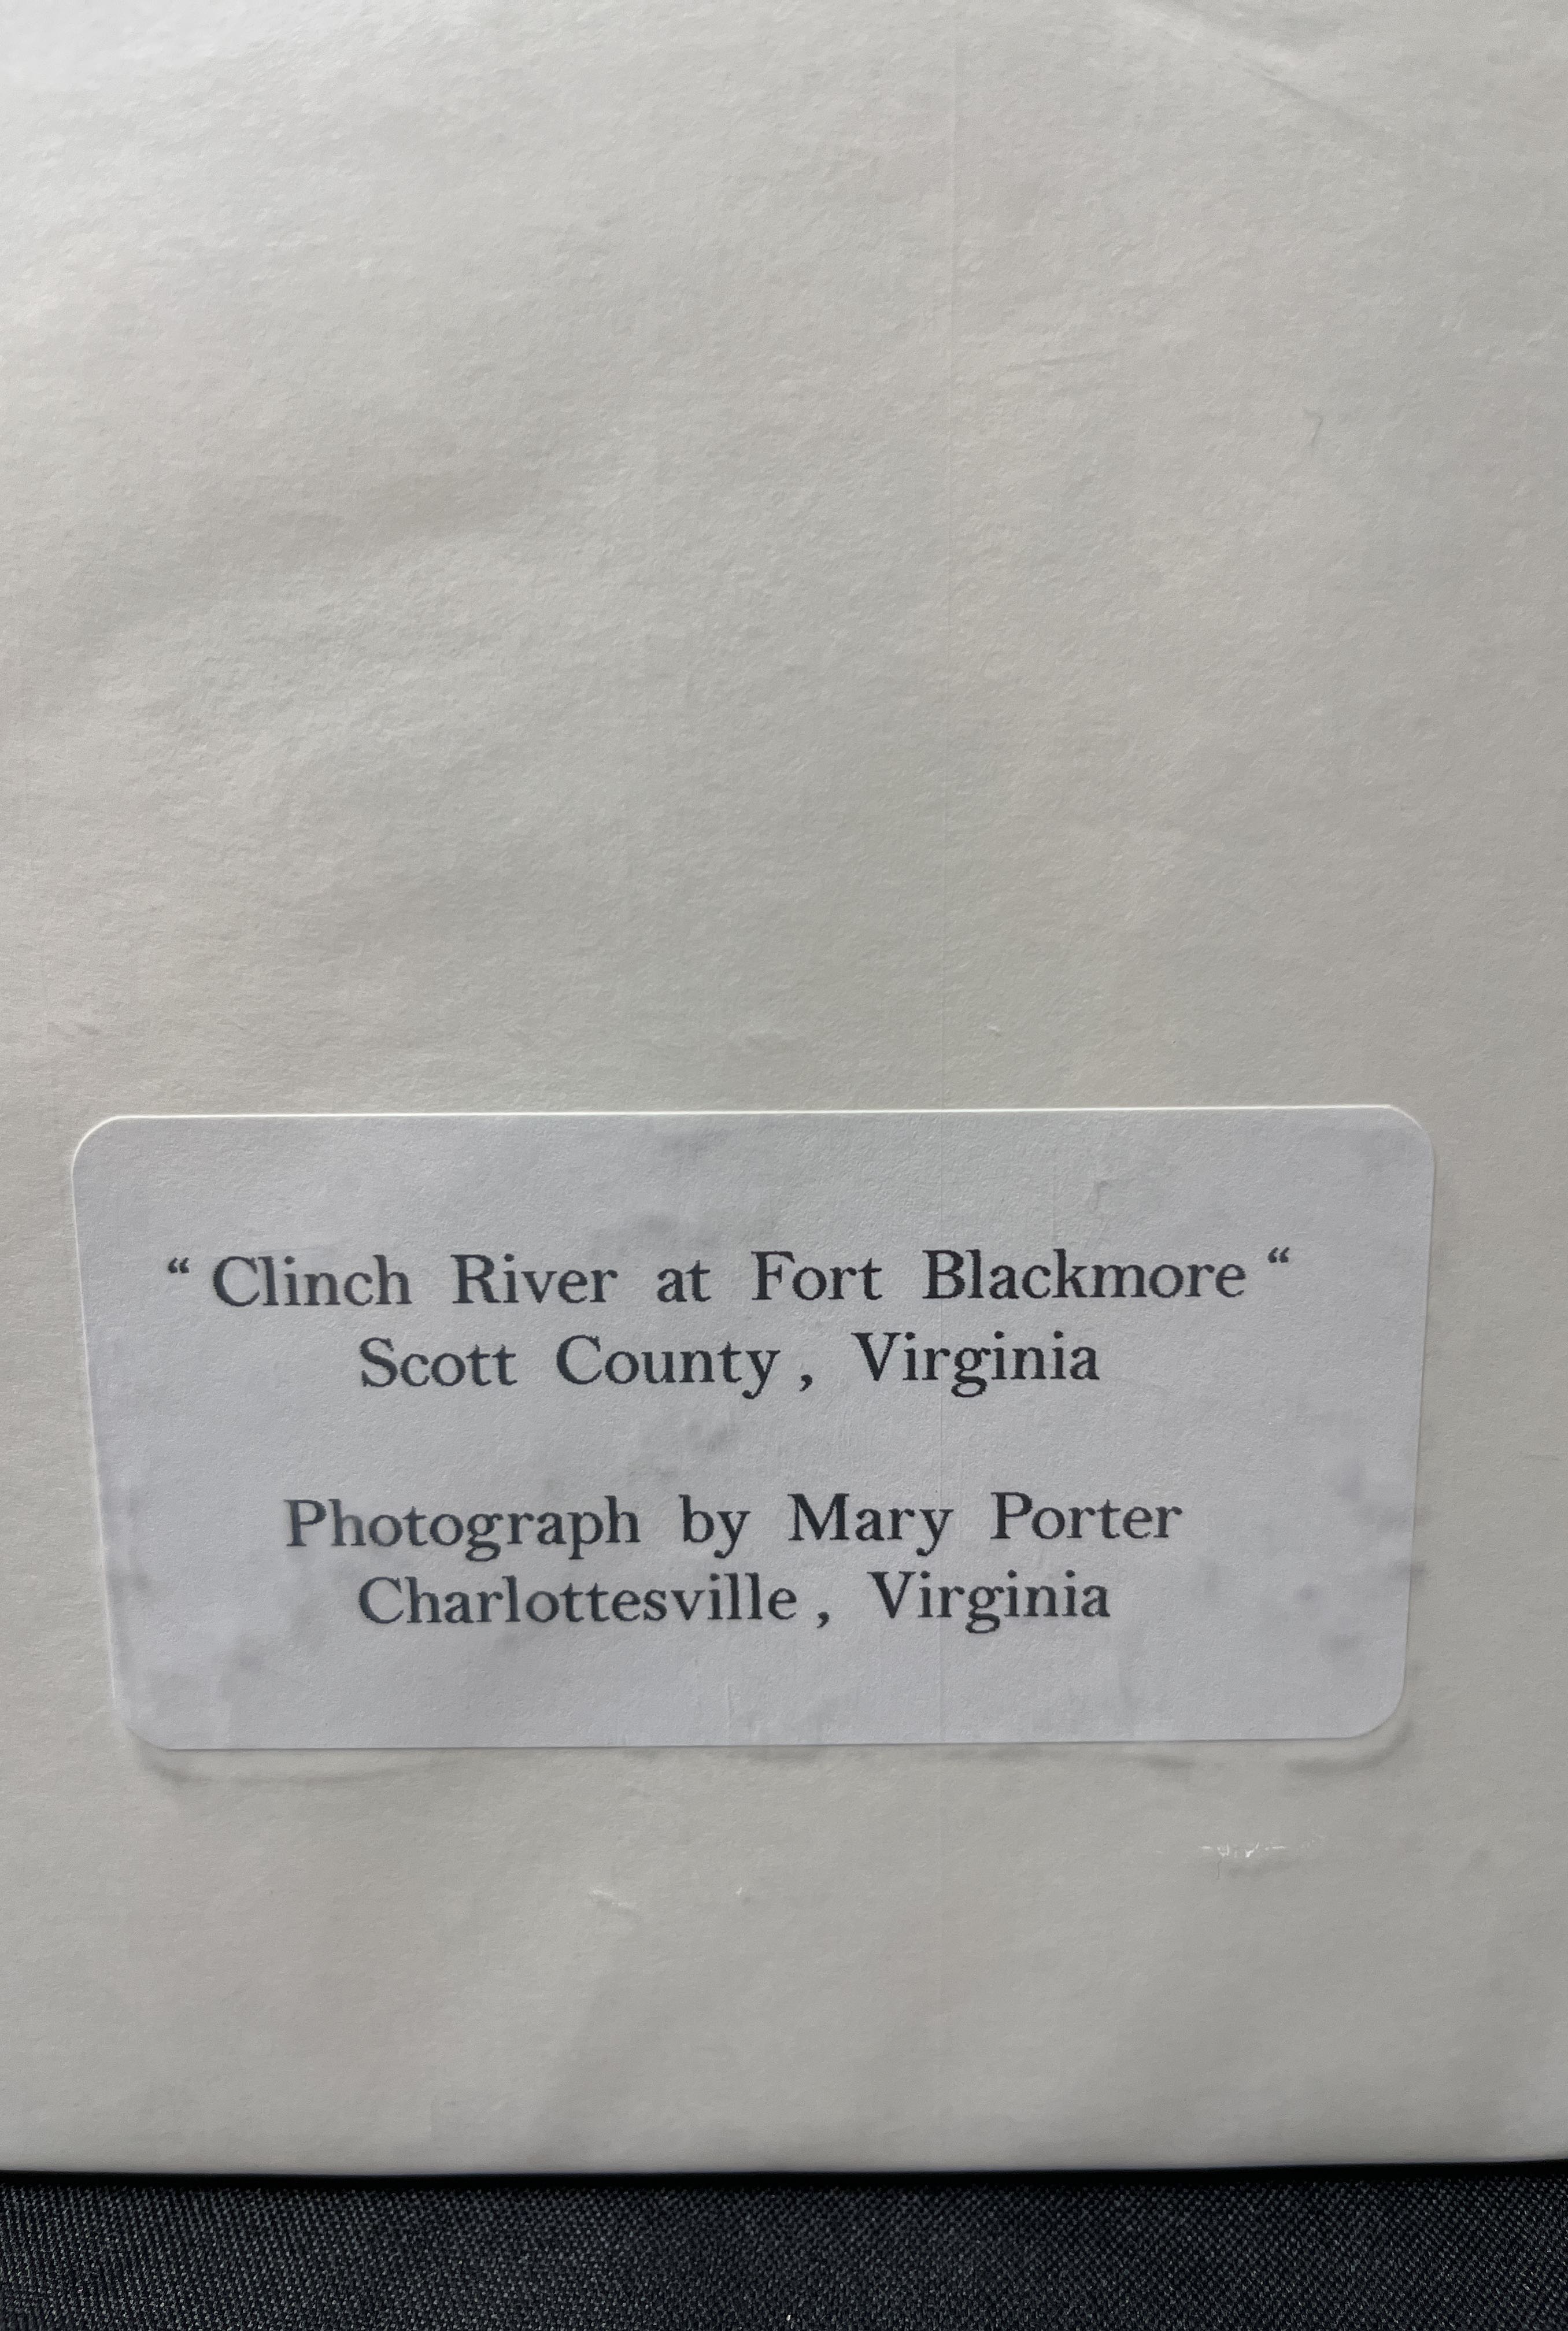 “ Clinch River at Fort Blackmore “
Scott County , Virginia
Photograph by Mary Porter
Charlottesville , Virginia